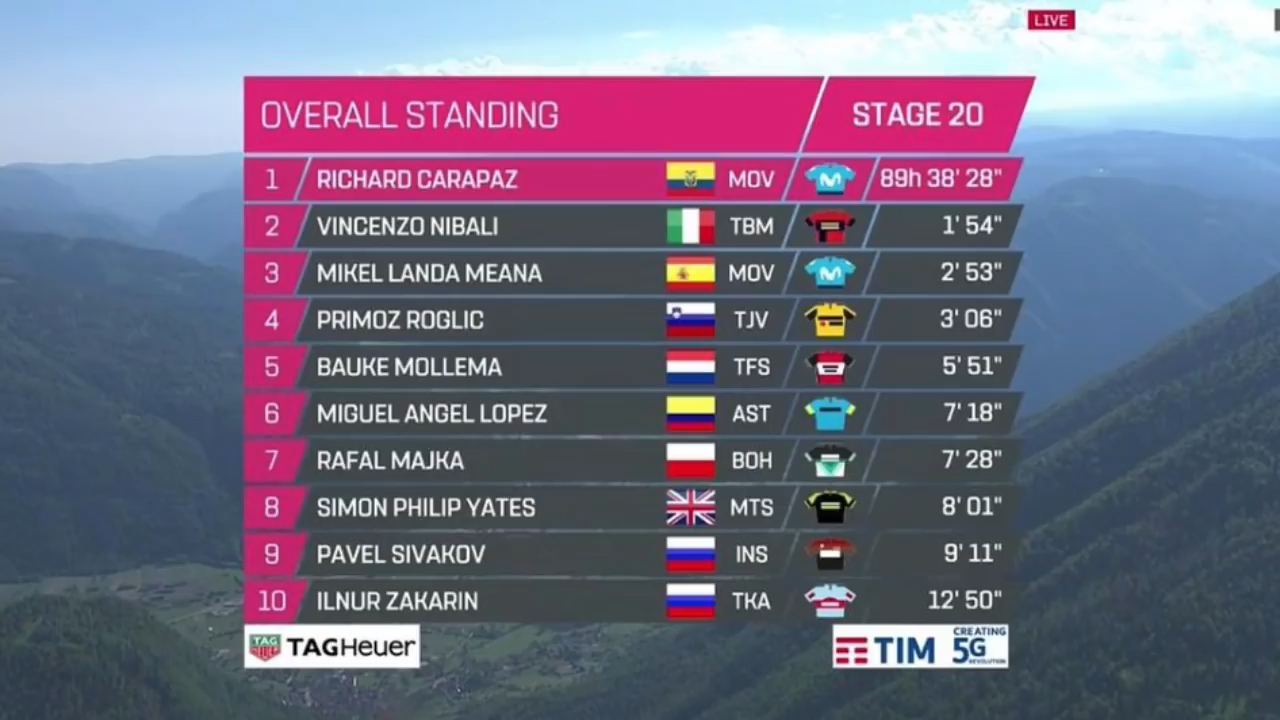 LIVE
OVERALL STANDING STAGE 20
1 RICHARD CARAPAZ MOV 89h 38' 28"
2 VINCENZO NIBALI TBM 1' 54"
3 MIKEL LANDA MEANA MOV 2' 53"
4 PRIMOZ ROGLIC TJV 3' 06"
5 BAUKE MOLLEMA TFS 5' 51"
6 MIGUEL ANGEL LOPEZ AST 7' 18"
7 RAFAL MAJKA BOH 7' 28"
8 SIMON PHILIP YATES MTS 8' 01"
9 PAVEL SIVAKOV INS 9' 11"
10 ILNUR ZAKARIN TKA 12' 50"
TAG HEUER TAGHeuer
TIM CREATING 5G REVOLUTION